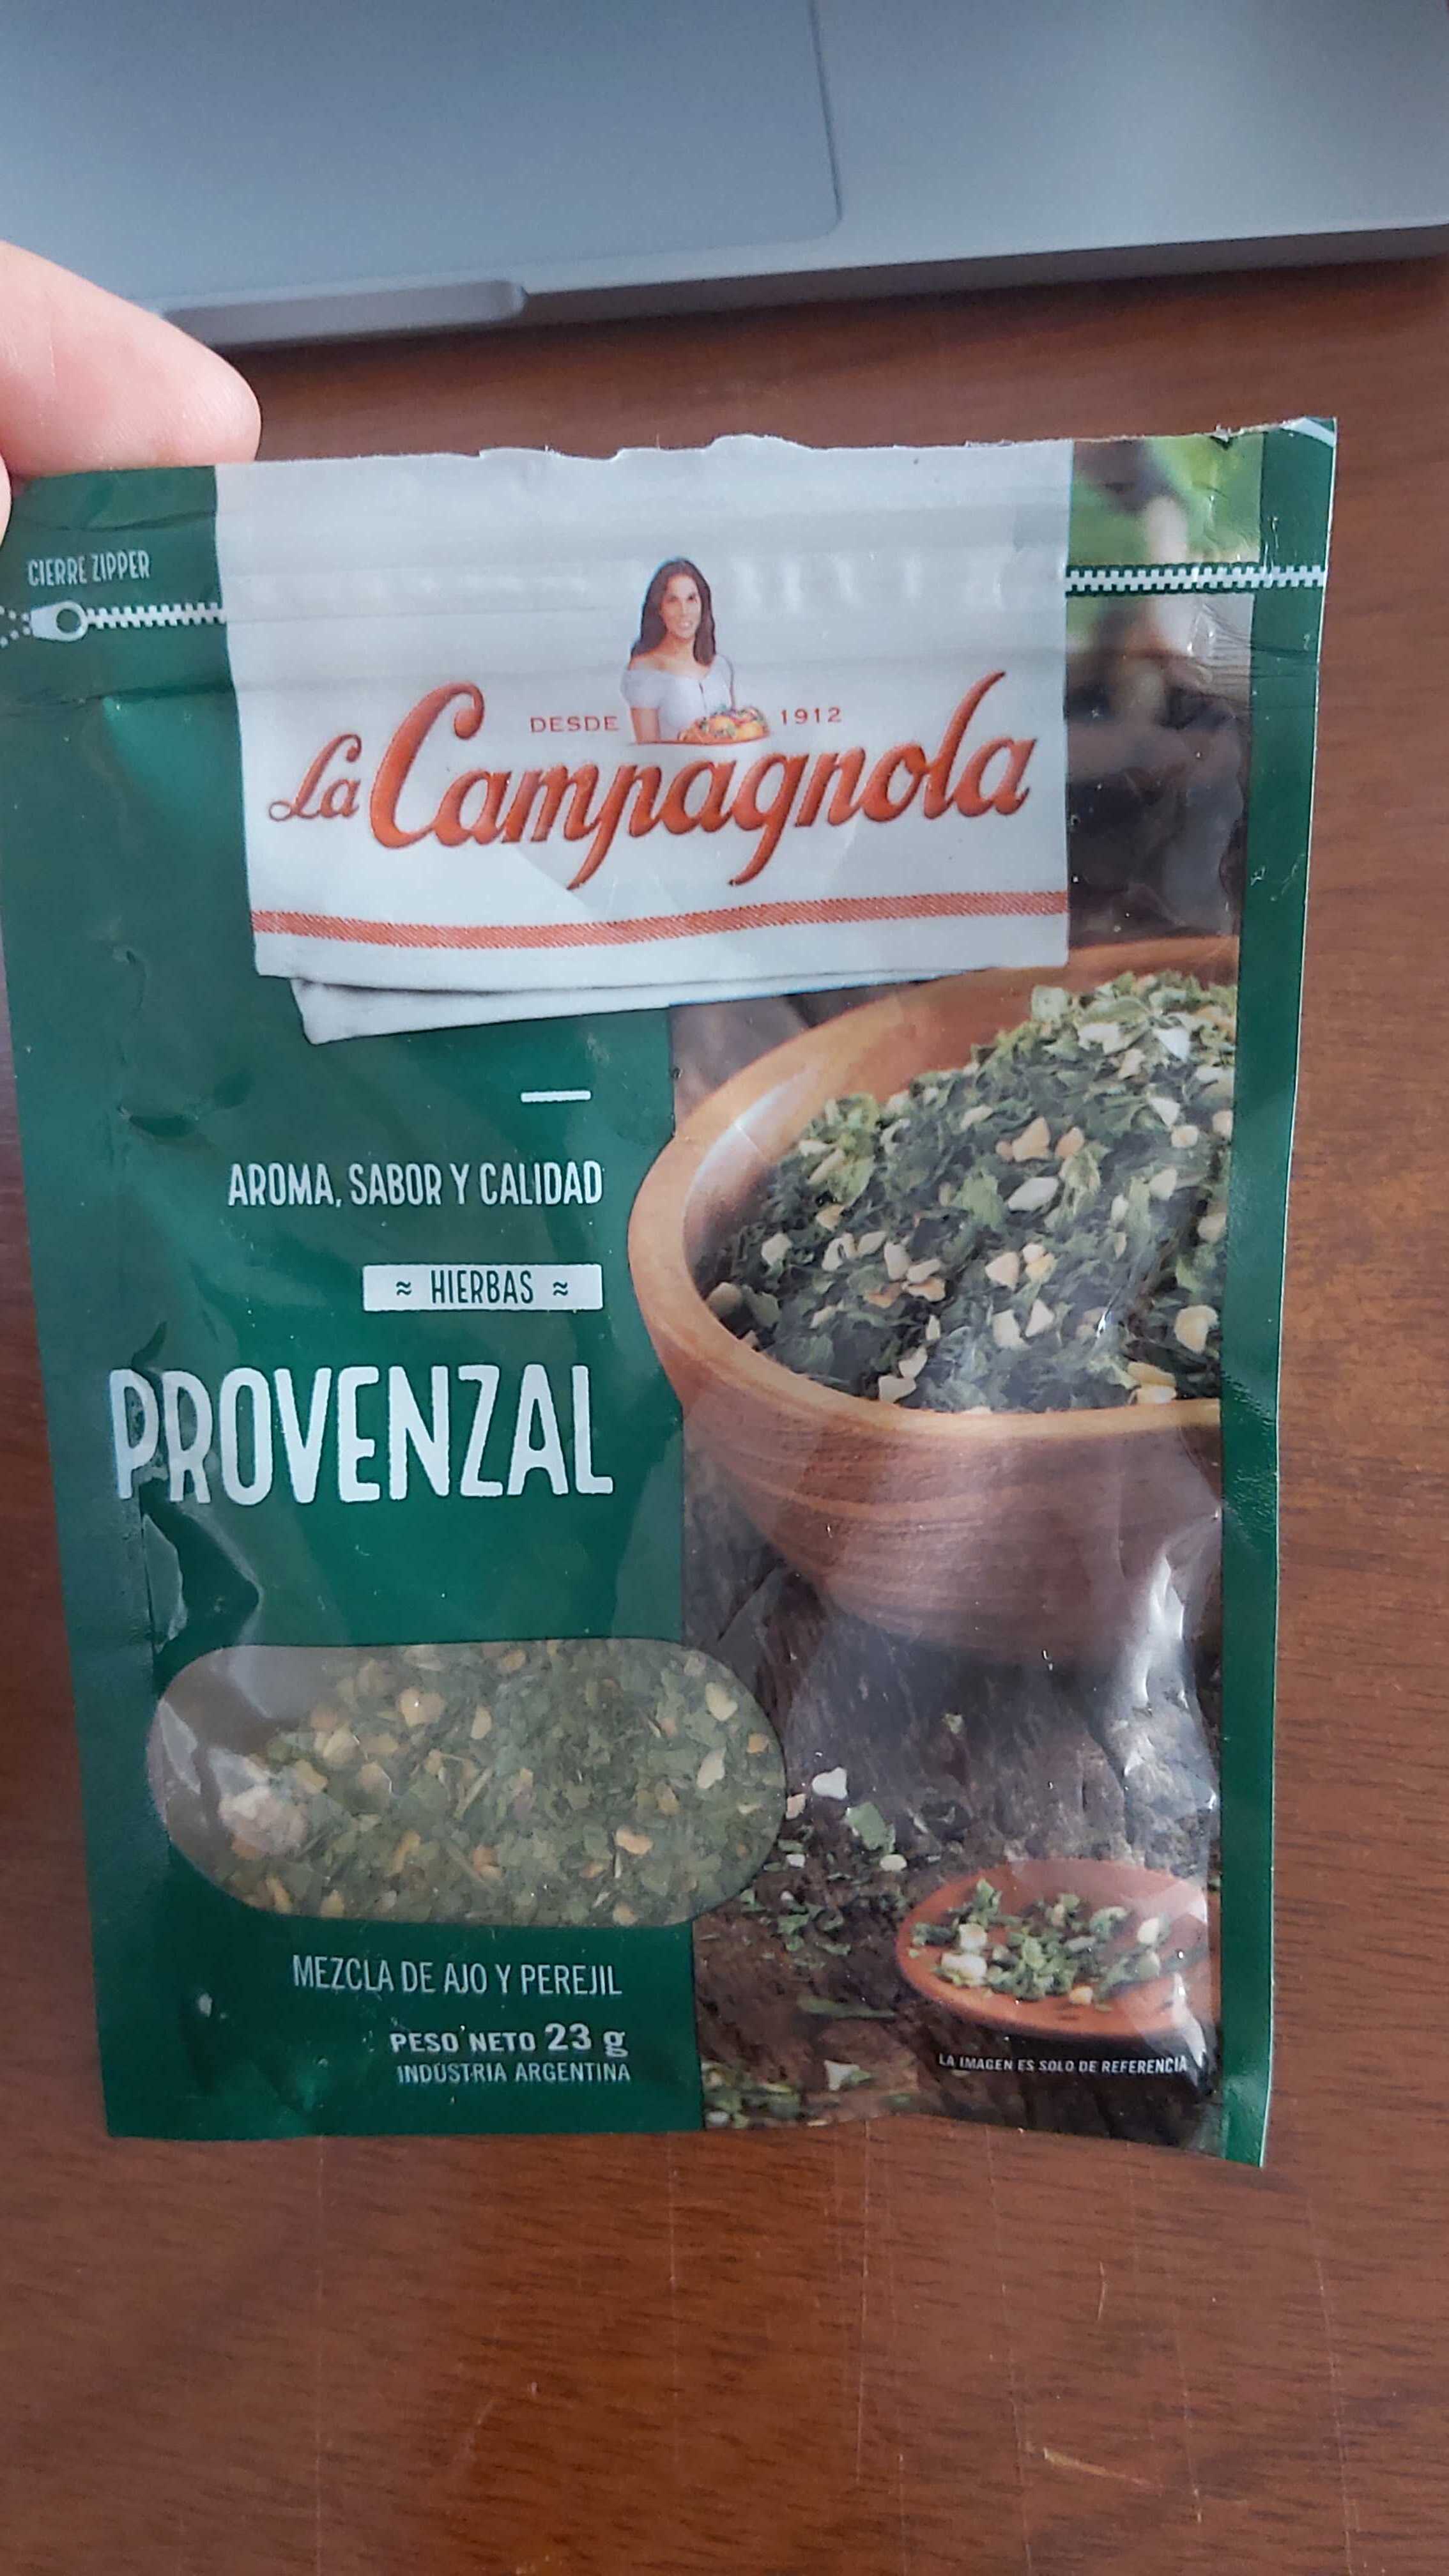 CIERRE ZIPPER
DESDE 1912
La Campagnola
AROMA, SABOR Y CALIDAD
≈ HIERBAS ≈
PROVENZAL
MEZCLA DE AJO Y PEREJIL
PESO NETO 23 g
INDUSTRIA ARGENTINA
LA IMAGEN ES SOLO DE REFERENCIA